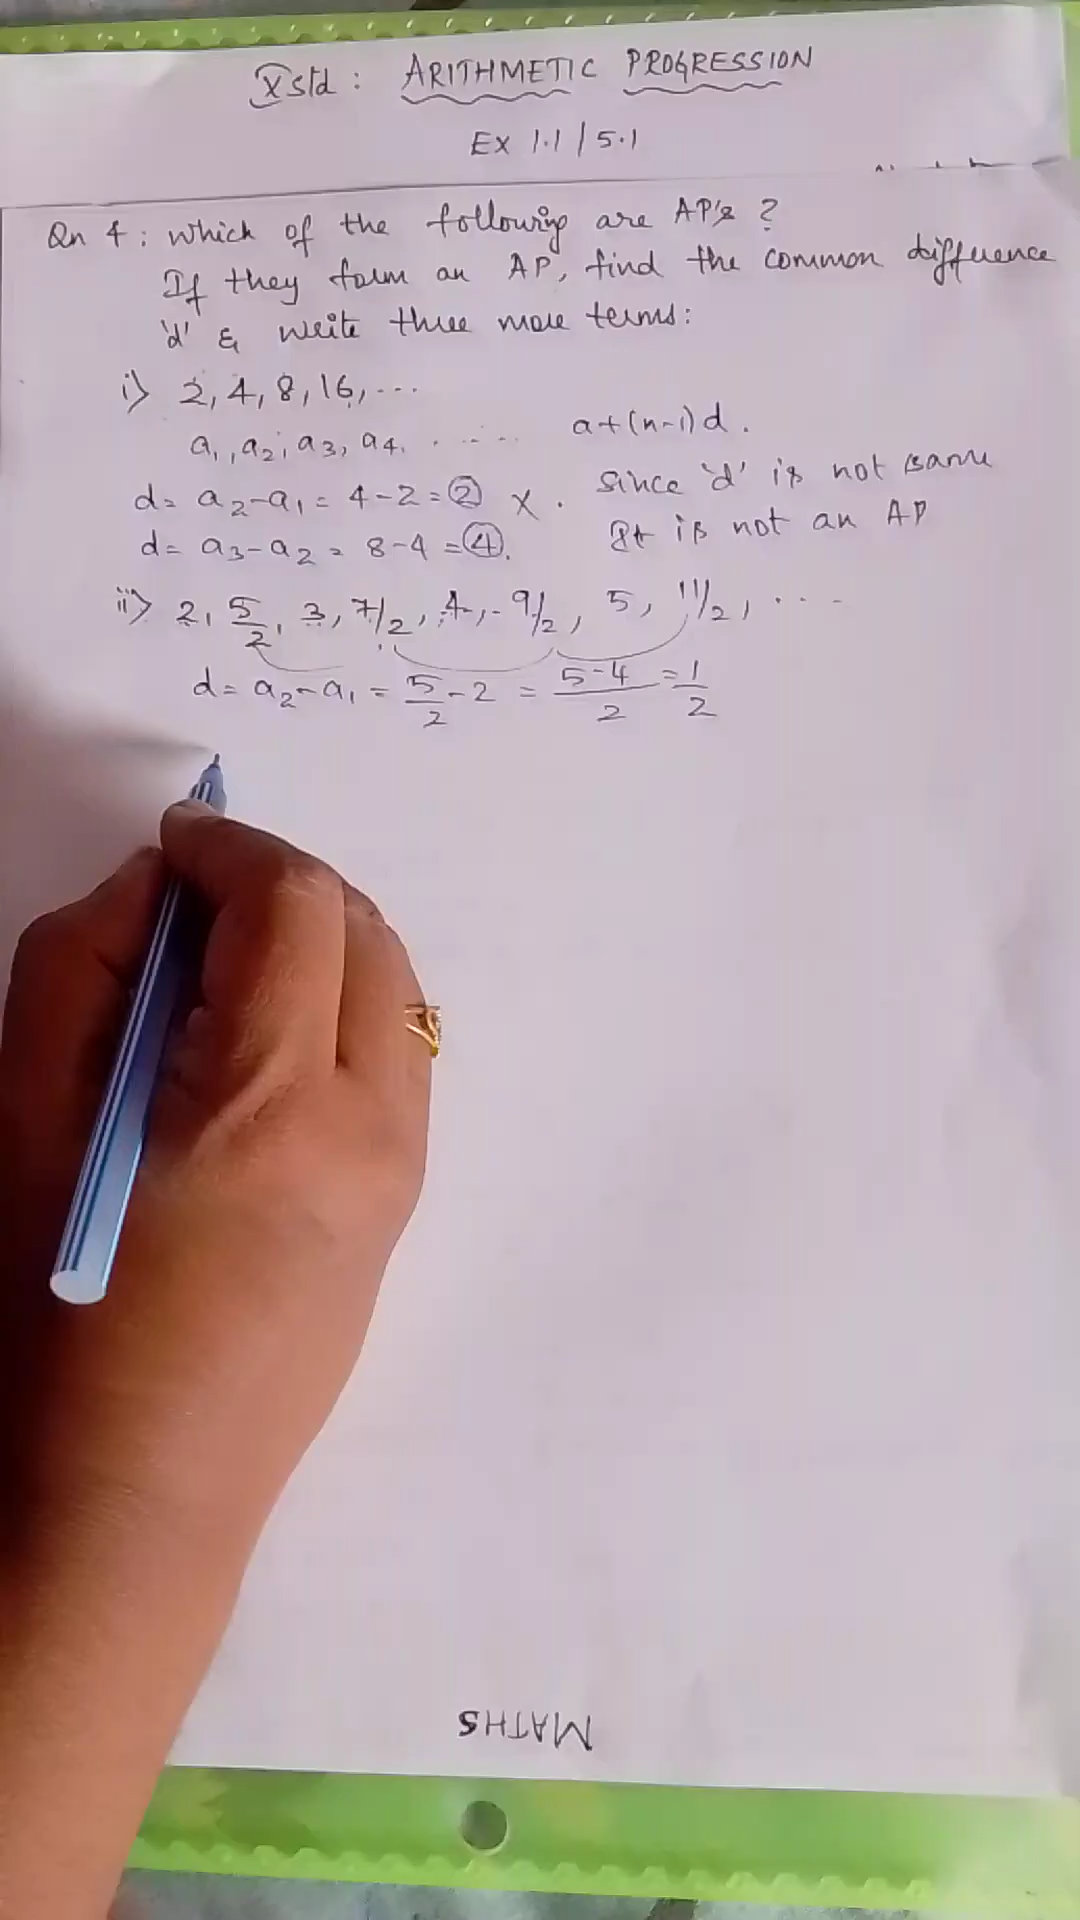 X std : ARITHMETIC PROGRESSION
Ex 1.1 / 5.1
Qn 4 : Which of the following are AP's ?
If they form an AP, find the common difference
'd' & write three more terms:
i) 2, 4, 8, 16, ...
a1, a2, a3, a4. . ..... a+(n-1)d.
d = a2 - a1 = 4 - 2 = 2 X . Since 'd' is not same
d = a3 - a2 = 8 - 4 = 4. It is not an AP
ii) 2, 5/2, 3, 7/2, 4, 9/2, 5, 11/2, ...
d = a2 - a1 = 5/2 - 2 = 5-4/2 = 1/2
MATHS